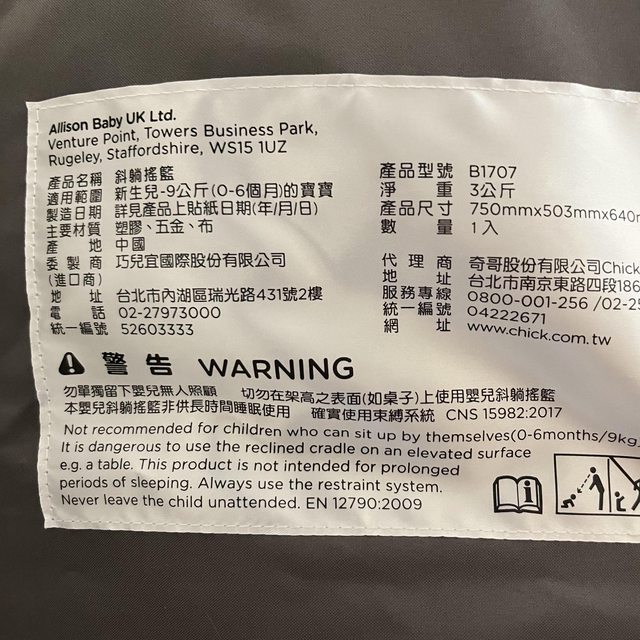 Allison Baby UK Ltd.
Venture Point, Towers Business Park,
Rugeley, Staffordshire, WS15 1UZ
產品名稱 斜躺搖籃
適用範圍 新生兒-9公斤(0-6個月)的寶寶
製造日期 詳見產品上貼紙日期(年/月/日)
主要材質 塑膠、五金、布
產地 中國
委製商 巧兒宜國際股份有限公司
(進口商)
地址 台北市內湖區瑞光路431號2樓
電話 02-27973000
統一編號 52603333
產品型號 B1707
淨重 3公斤
產品尺寸 750mmx503mmx640m
數量 1入
代理商 奇哥股份有限公司Chick
地址 台北市南京東路四段186
服務專線 0800-001-256 /02-25
統一編號 04222671
網址 www.chick.com.tw
警告 WARNING
勿單獨留下嬰兒無人照顧 切勿在架高之表面(如桌子)上使用嬰兒斜躺搖籃
本嬰兒斜躺搖籃非供長時間睡眠使用 確實使用束縛系統 CNS 15982:2017
Not recommended for children who can sit up by themselves(0-6months/9kg)
It is dangerous to use the reclined cradle on an elevated surface
e.g. a table. This product is not intended for prolonged
periods of sleeping. Always use the restraint system.
Never leave the child unattended. EN 12790:2009